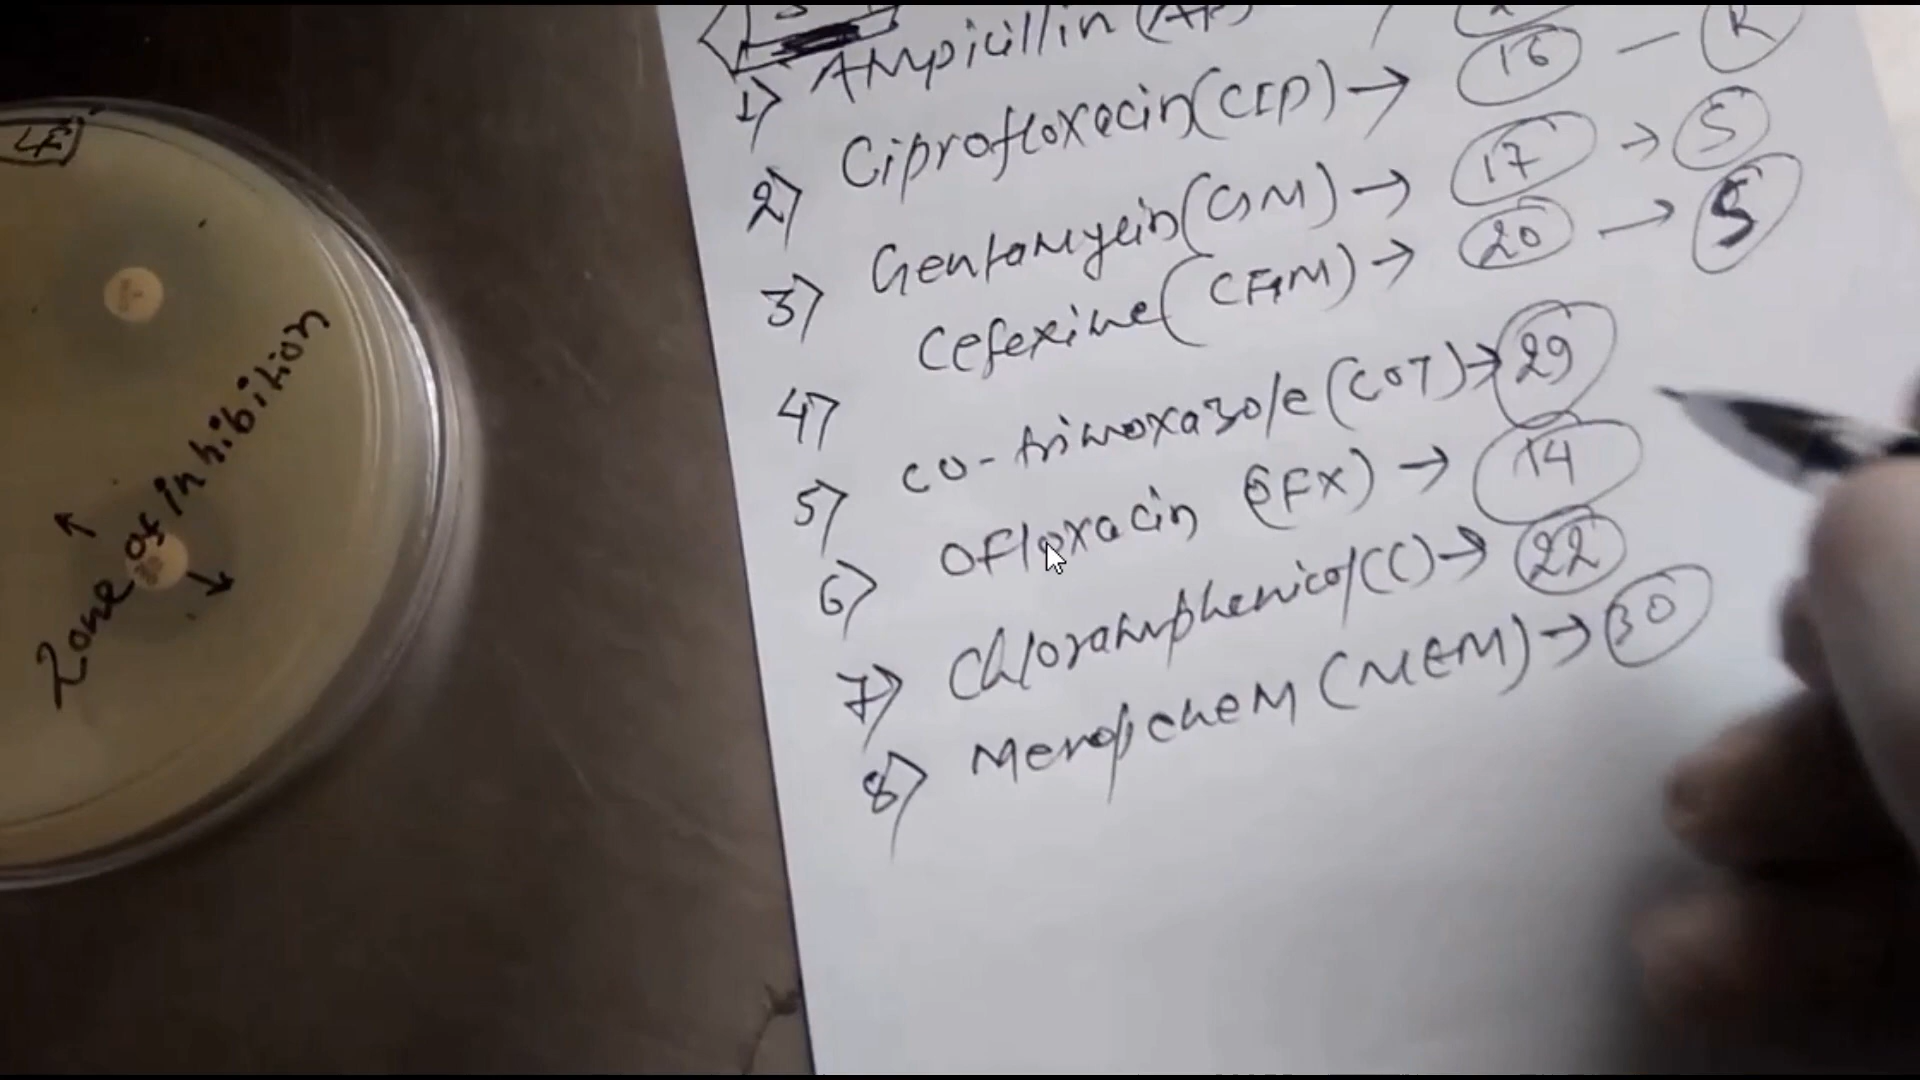 1) Ampicillin (AP)
2) Ciprofloxacin (CIP) → 16 — R
3) Gentamycin (GM) → 17 → S
4) Cefexime (CFM) → 20 → S
5) Co-trimoxazole (COT) → 29
6) Ofloxacin (OFX) → 14
7) Chloramphenicol (C) → 22
8) Meropenem (MEM) → 30
Zone of inhibition